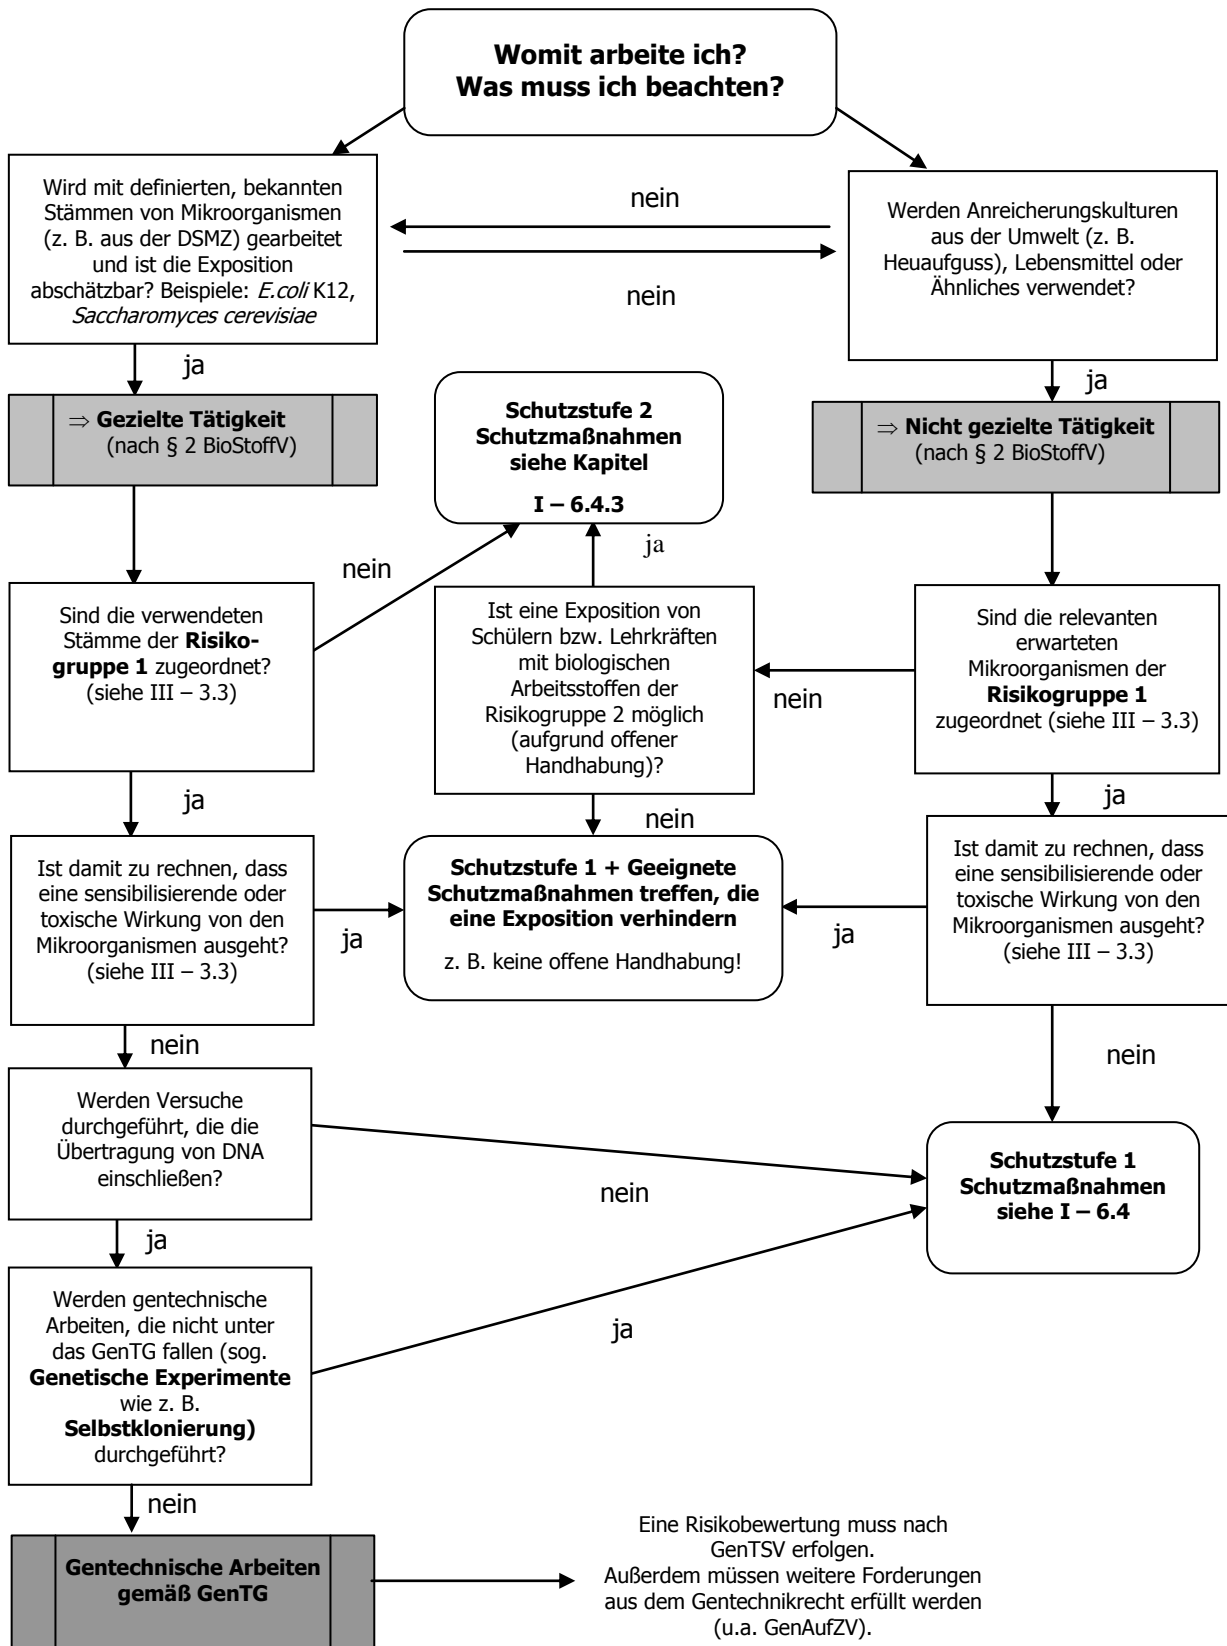 Womit arbeite ich?
Was muss ich beachten?
Wird mit definierten, bekannten
Stämmen von Mikroorganismen
(z. B. aus der DSMZ) gearbeitet
und ist die Exposition
abschätzbar? Beispiele: E.coli K12,
Saccharomyces cerevisiae
nein
nein
Werden Anreicherungskulturen
aus der Umwelt (z. B.
Heuaufguss), Lebensmittel oder
Ähnliches verwendet?
ja
ja
⇒ Gezielte Tätigkeit
(nach § 2 BioStoffV)
Schutzstufe 2
Schutzmaßnahmen
siehe Kapitel
I – 6.4.3
⇒ Nicht gezielte Tätigkeit
(nach § 2 BioStoffV)
nein
ja
Sind die verwendeten
Stämme der Risiko-
gruppe 1 zugeordnet?
(siehe III – 3.3)
Ist eine Exposition von
Schülern bzw. Lehrkräften
mit biologischen
Arbeitsstoffen der
Risikogruppe 2 möglich
(aufgrund offener
Handhabung)?
nein
Sind die relevanten
erwarteten
Mikroorganismen der
Risikogruppe 1
zugeordnet (siehe III – 3.3)
ja
nein
ja
Ist damit zu rechnen, dass
eine sensibilisierende oder
toxische Wirkung von den
Mikroorganismen ausgeht?
(siehe III – 3.3)
ja
Schutzstufe 1 + Geeignete
Schutzmaßnahmen treffen, die
eine Exposition verhindern
z. B. keine offene Handhabung!
ja
Ist damit zu rechnen, dass
eine sensibilisierende oder
toxische Wirkung von den
Mikroorganismen ausgeht?
(siehe III – 3.3)
nein
nein
Werden Versuche
durchgeführt, die die
Übertragung von DNA
einschließen?
nein
Schutzstufe 1
Schutzmaßnahmen
siehe I – 6.4
ja
Werden gentechnische
Arbeiten, die nicht unter
das GenTG fallen (sog.
Genetische Experimente
wie z. B.
Selbstklonierung)
durchgeführt?
ja
nein
Gentechnische Arbeiten
gemäß GenTG
Eine Risikobewertung muss nach
GenTSV erfolgen.
Außerdem müssen weitere Forderungen
aus dem Gentechnikrecht erfüllt werden
(u.a. GenAufZV).